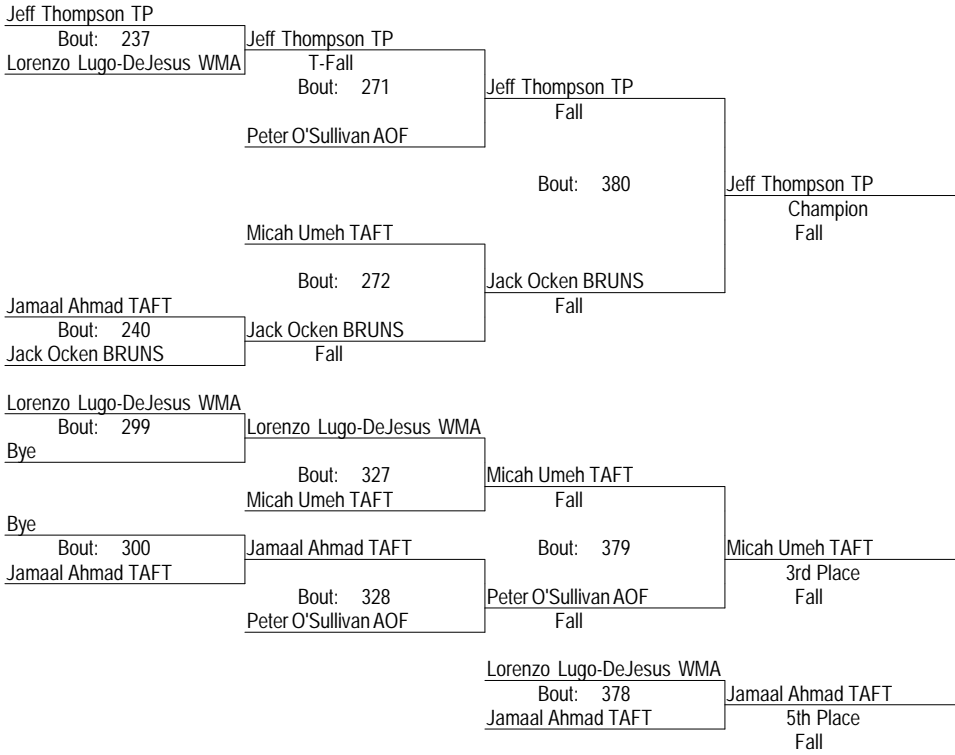 Jeff Thompson TP
Bout: 237
Jeff Thompson TP
Lorenzo Lugo-DeJesus WMA
T-Fall
Bout: 271
Jeff Thompson TP
Fall
Peter O'Sullivan AOF
Bout: 380
Jeff Thompson TP
Champion
Fall
Micah Umeh TAFT
Bout: 272
Jack Ocken BRUNS
Fall
Jamaal Ahmad TAFT
Bout: 240
Jack Ocken BRUNS
Jack Ocken BRUNS
Fall
Lorenzo Lugo-DeJesus WMA
Bout: 299
Lorenzo Lugo-DeJesus WMA
Bye
Bout: 327
Micah Umeh TAFT
Micah Umeh TAFT
Fall
Bye
Bout: 300
Jamaal Ahmad TAFT
Bout: 379
Micah Umeh TAFT
Jamaal Ahmad TAFT
3rd Place
Bout: 328
Peter O'Sullivan AOF
Fall
Peter O'Sullivan AOF
Fall
Lorenzo Lugo-DeJesus WMA
Bout: 378
Jamaal Ahmad TAFT
Jamaal Ahmad TAFT
5th Place
Fall